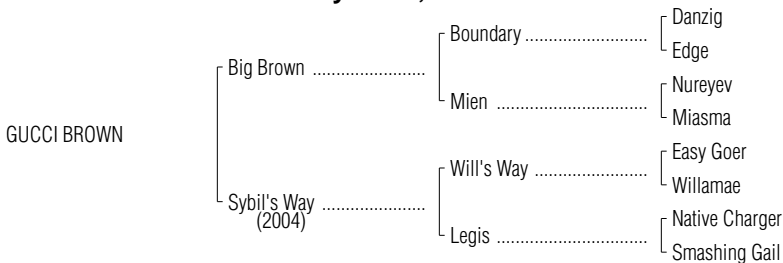 Danzig
Boundary ..............................
Edge
Big Brown .......................
Nureyev
Mien ......................................
Miasma
GUCCI BROWN
Easy Goer
Will's Way ............................
Willamae
Sybil's Way .....................
(2004)
Native Charger
Legis .....................................
Smashing Gail